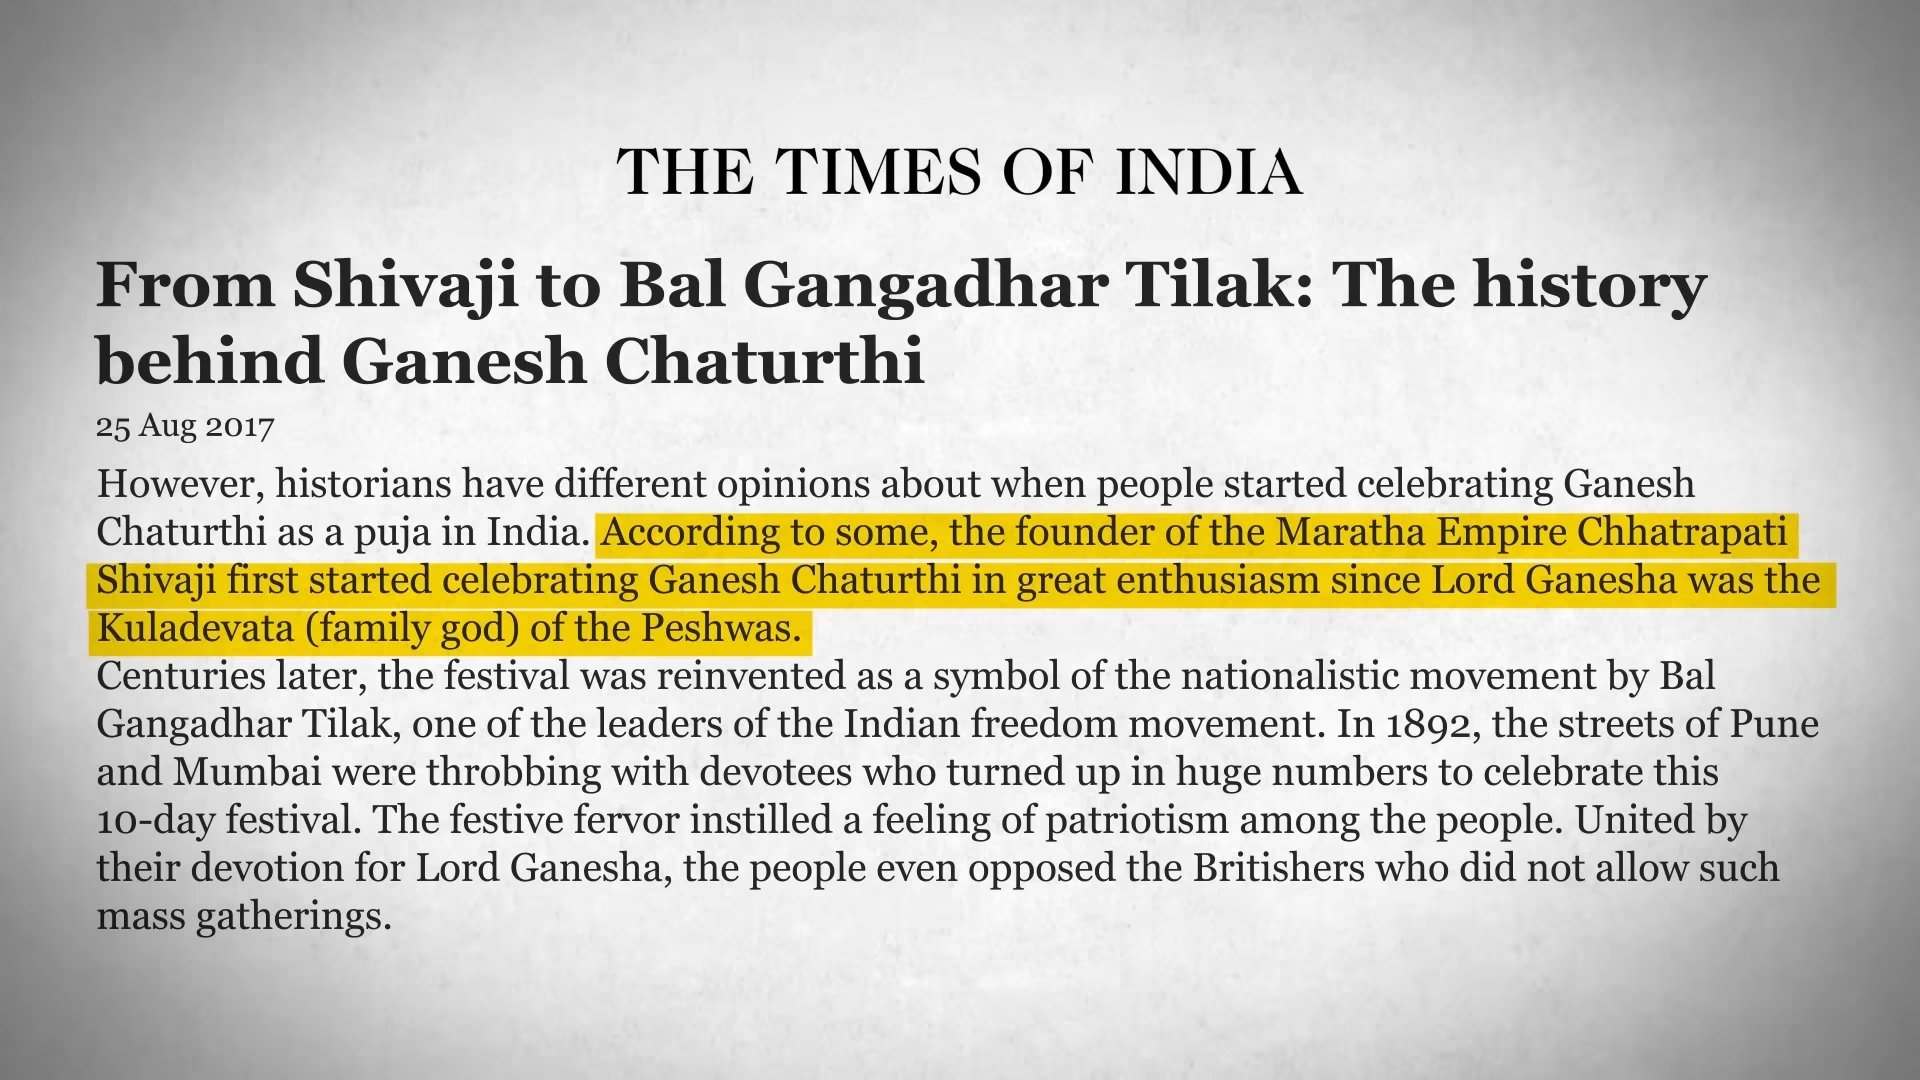 THE TIMES OF INDIA
From Shivaji to Bal Gangadhar Tilak: The history
behind Ganesh Chaturthi
25 Aug 2017
However, historians have different opinions about when people started celebrating Ganesh
Chaturthi as a puja in India. According to some, the founder of the Maratha Empire Chhatrapati
Shivaji first started celebrating Ganesh Chaturthi in great enthusiasm since Lord Ganesha was the
Kuladevata (family god) of the Peshwas.
Centuries later, the festival was reinvented as a symbol of the nationalistic movement by Bal
Gangadhar Tilak, one of the leaders of the Indian freedom movement. In 1892, the streets of Pune
and Mumbai were throbbing with devotees who turned up in huge numbers to celebrate this
10-day festival. The festive fervor instilled a feeling of patriotism among the people. United by
their devotion for Lord Ganesha, the people even opposed the Britishers who did not allow such
mass gatherings.